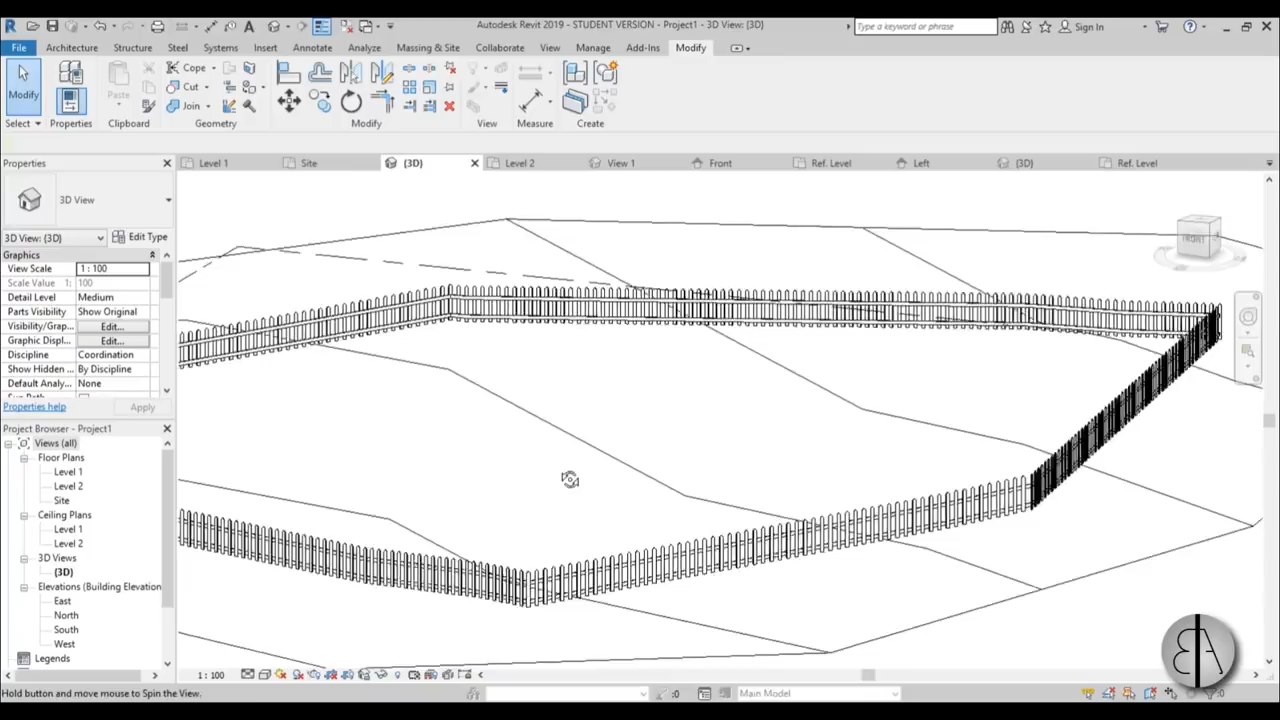 Autodesk Revit 2019 - STUDENT VERSION - Project1 - 3D View: {3D}
Type a keyword or phrase
Sign In
File Architecture Structure Steel Systems Insert Annotate Analyze Massing & Site Collaborate View Manage Add-Ins Modify
Modify Properties Paste Cope Cut Join
Select Properties Clipboard Geometry Modify View Measure Create
Properties Level 1 Site {3D} Level 2 View 1 Front Ref. Level Left {3D} Ref. Level
3D View
3D View: {3D} Edit Type
Graphics
View Scale 1 : 100
Scale Value 1: 100
Detail Level Medium
Parts Visibility Show Original
Visibility/Grap... Edit...
Graphic Displ... Edit...
Discipline Coordination
Show Hidden ... By Discipline
Default Analy... None
Properties help Apply
Project Browser - Project1
Views (all)
Floor Plans
Level 1
Level 2
Site
Ceiling Plans
Level 1
Level 2
3D Views
{3D}
Elevations (Building Elevation
East
North
South
West
Legends
FRONT
BA
1 : 100
Hold button and move mouse to Spin the View.
:0 Main Model :0